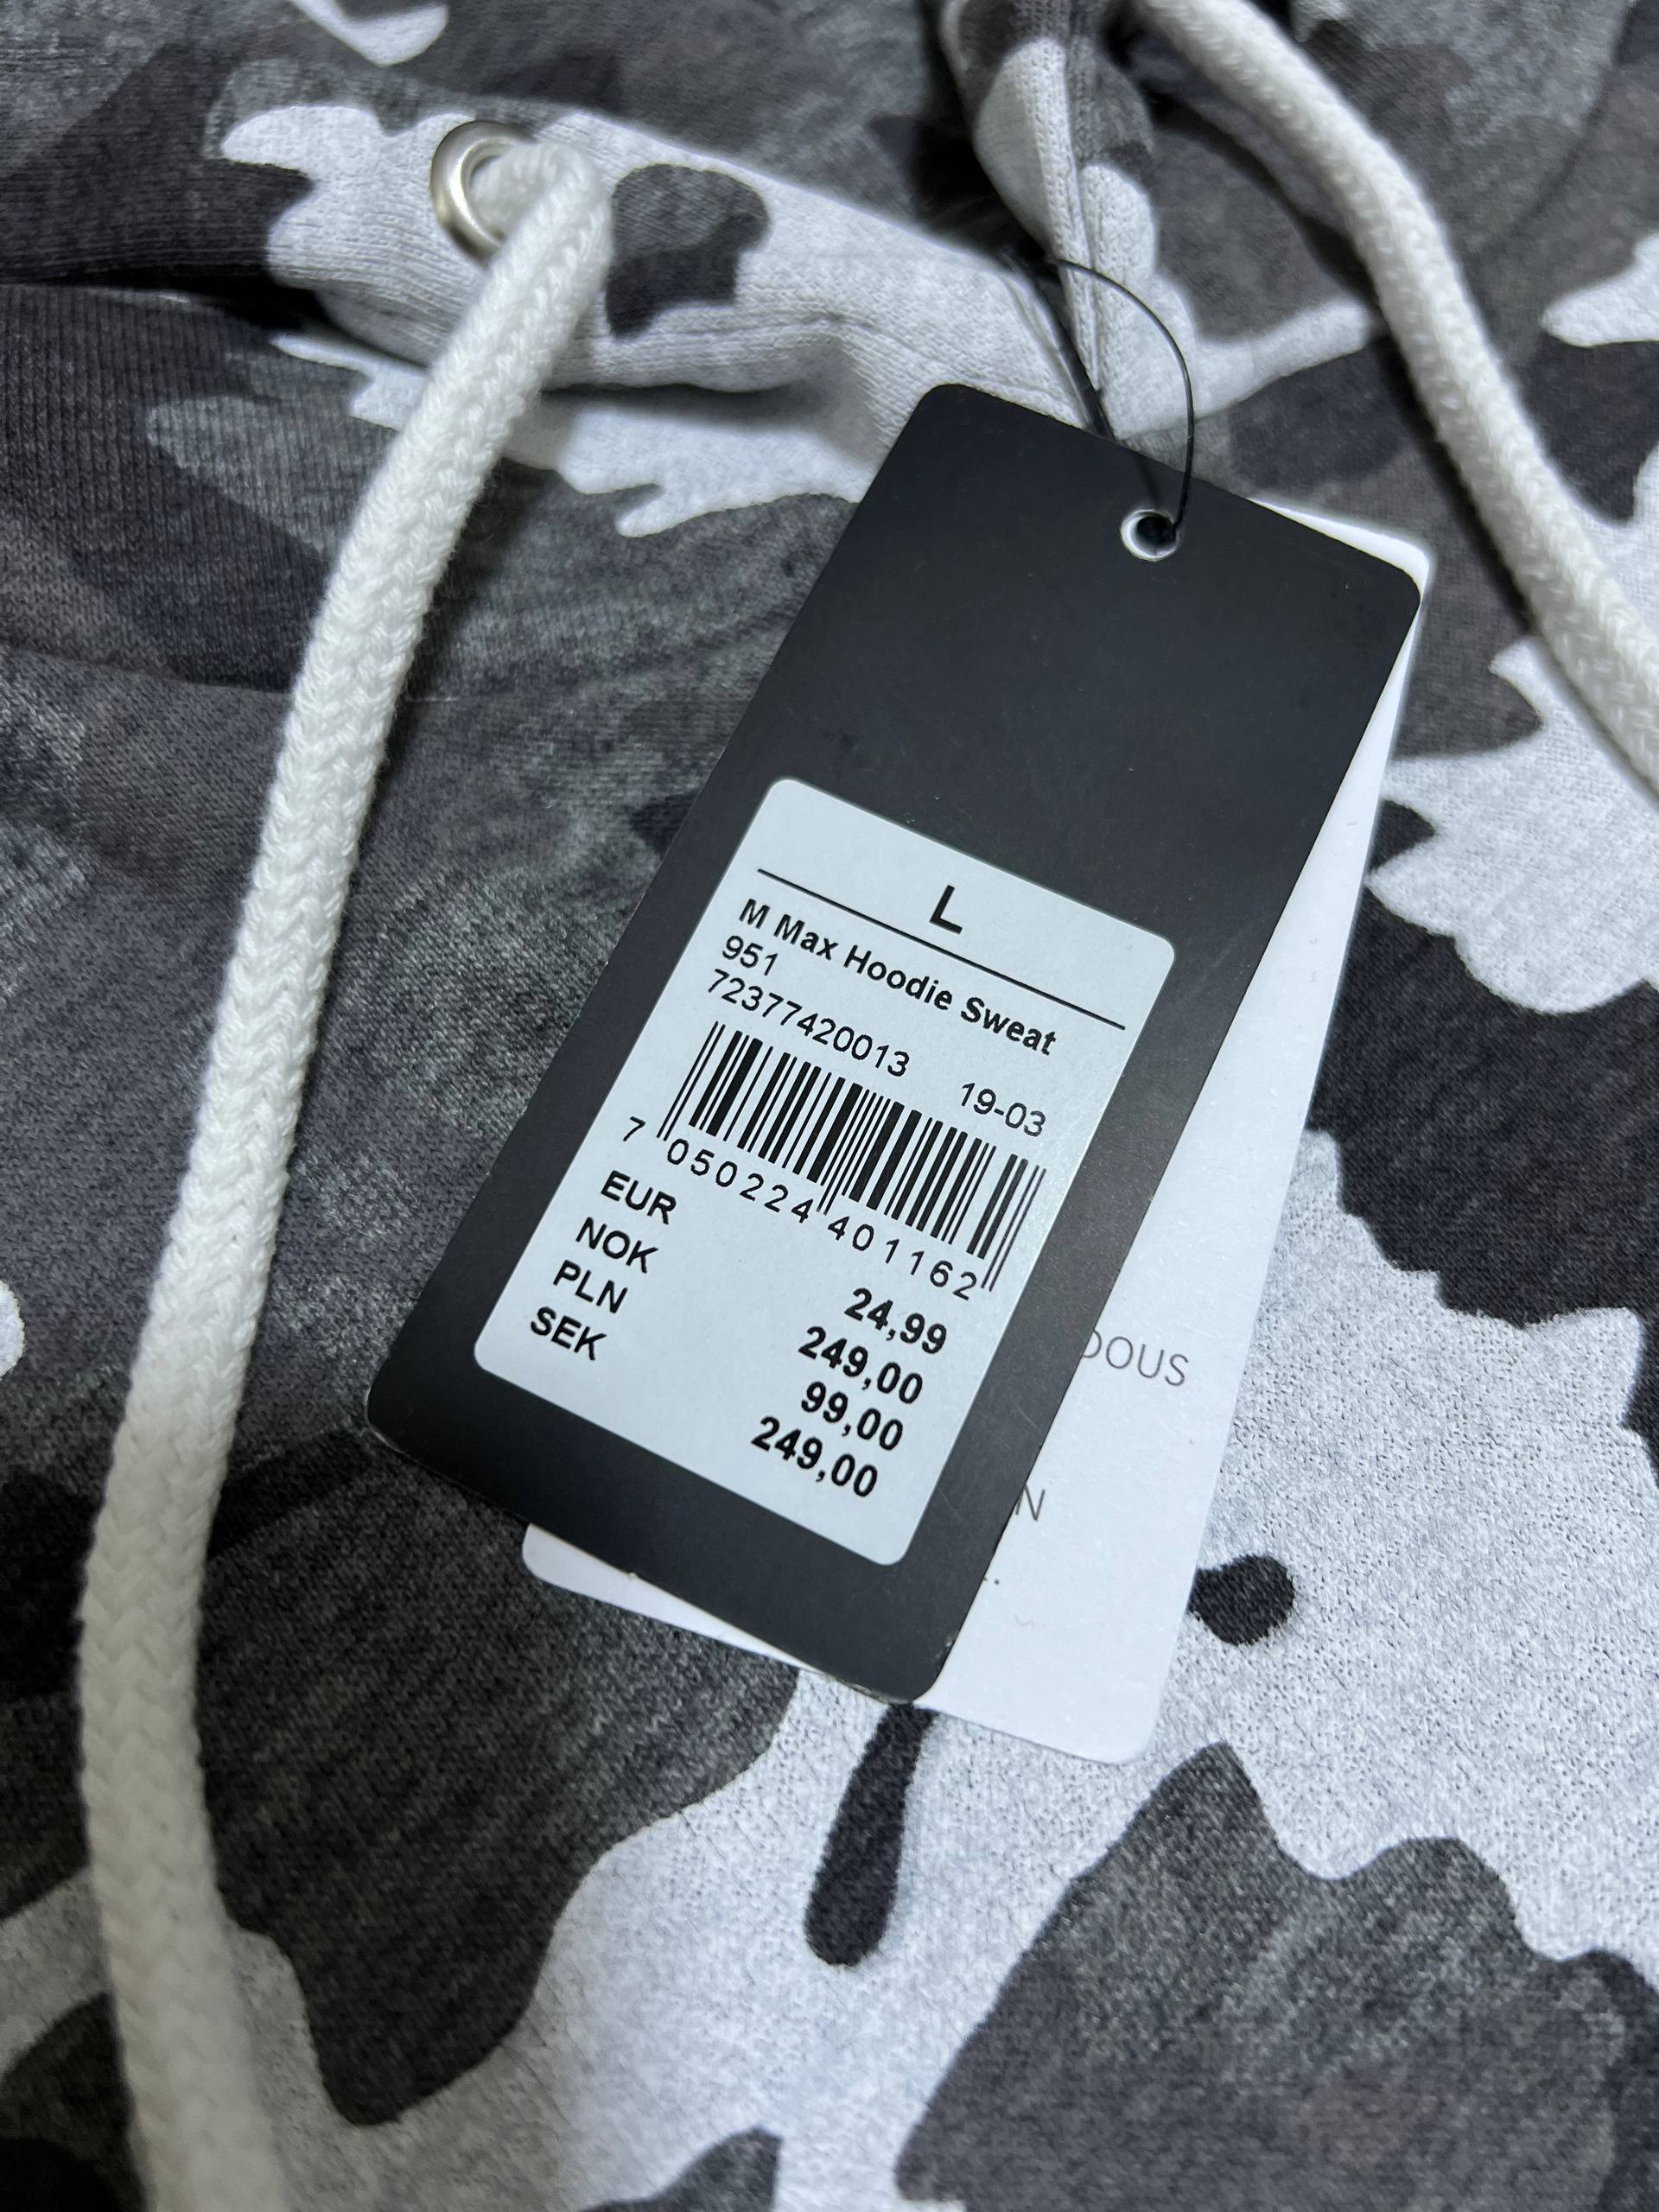 L
M Max Hoodie Sweat
951
72377420013 19-03
7 050224 401162
EUR 24,99
NOK 249,00
PLN 99,00
SEK 249,00